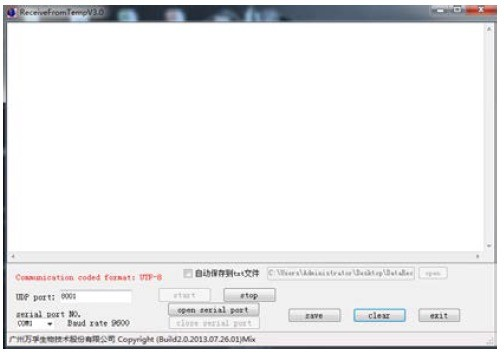 ReceiveFromTempV3.0
Communication coded format: UTP-8
自动保存到txt文件
C:\Users\Administrator\Desktop\DataRec
open
UDP port: 8001
start
stop
serial port NO.
open serial port
save
clear
exit
COM1
Baud rate 9600
close serial port
广州万孚生物技术股份有限公司 Copyright (Build2.0.2013.07.26.01)Mix